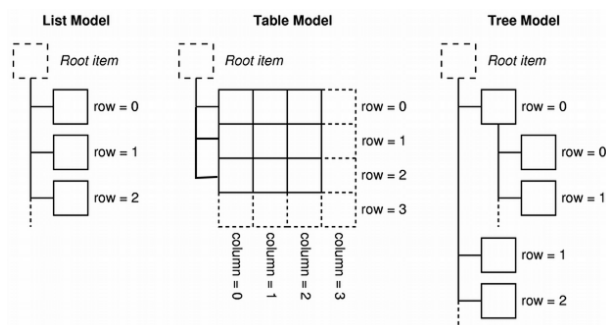 List Model
Root item
row = 0
row = 1
row = 2
Table Model
Root item
row = 0
row = 1
row = 2
row = 3
column = 0
column = 1
column = 2
column = 3
Tree Model
Root item
row = 0
row = 0
row = 1
row = 1
row = 2